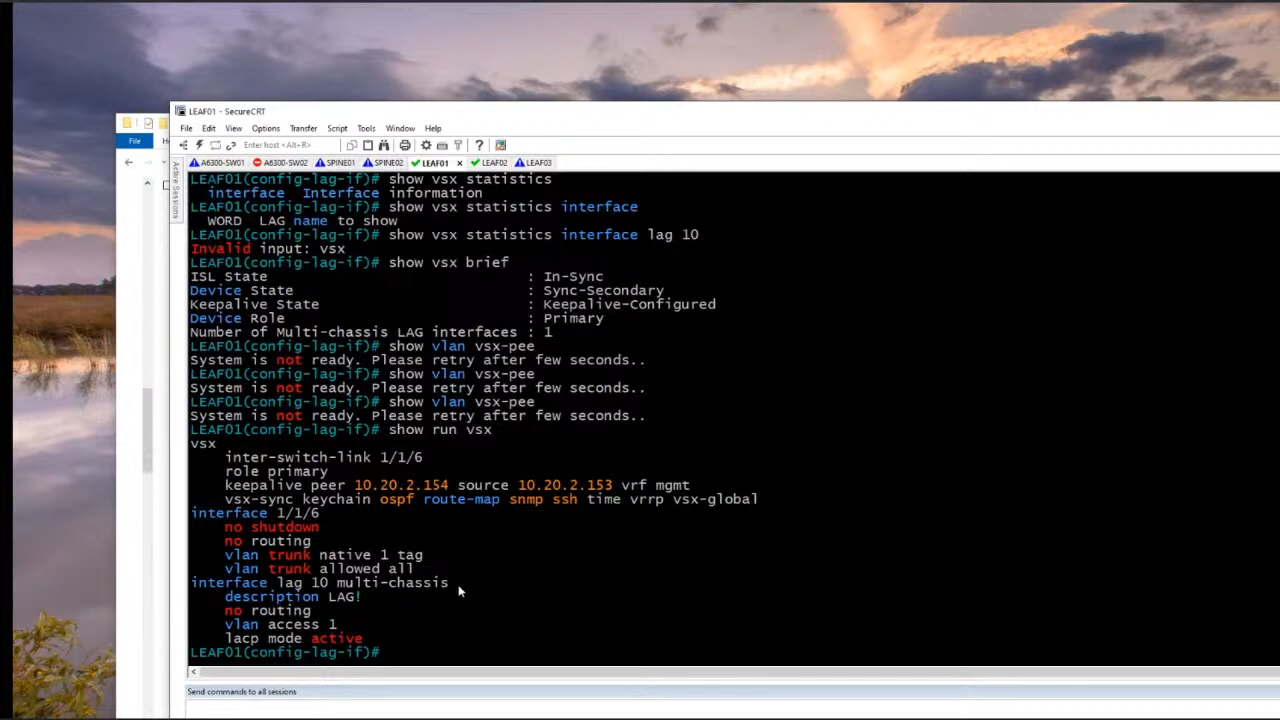 LEAF01 - SecureCRT
File Edit View Options Transfer Script Tools Window Help
File
Enter host <Alt+R>
A6300-SW01 A6300-SW02 SPINE01 SPINE02 LEAF01 LEAF02 LEAF03
Active Sessions
LEAF01(config-lag-if)# show vsx statistics
interface Interface information
LEAF01(config-lag-if)# show vsx statistics interface
WORD LAG name to show
LEAF01(config-lag-if)# show vsx statistics interface lag 10
Invalid input: vsx
LEAF01(config-lag-if)# show vsx brief
ISL State : In-Sync
Device State : Sync-Secondary
Keepalive State : Keepalive-Configured
Device Role : Primary
Number of Multi-chassis LAG interfaces : 1
LEAF01(config-lag-if)# show vlan vsx-pee
System is not ready. Please retry after few seconds..
LEAF01(config-lag-if)# show vlan vsx-pee
System is not ready. Please retry after few seconds..
LEAF01(config-lag-if)# show vlan vsx-pee
System is not ready. Please retry after few seconds..
LEAF01(config-lag-if)# show run vsx
vsx
inter-switch-link 1/1/6
role primary
keepalive peer 10.20.2.154 source 10.20.2.153 vrf mgmt
vsx-sync keychain ospf route-map snmp ssh time vrrp vsx-global
interface 1/1/6
no shutdown
no routing
vlan trunk native 1 tag
vlan trunk allowed all
interface lag 10 multi-chassis
description LAG!
no routing
vlan access 1
lacp mode active
LEAF01(config-lag-if)#
Send commands to all sessions